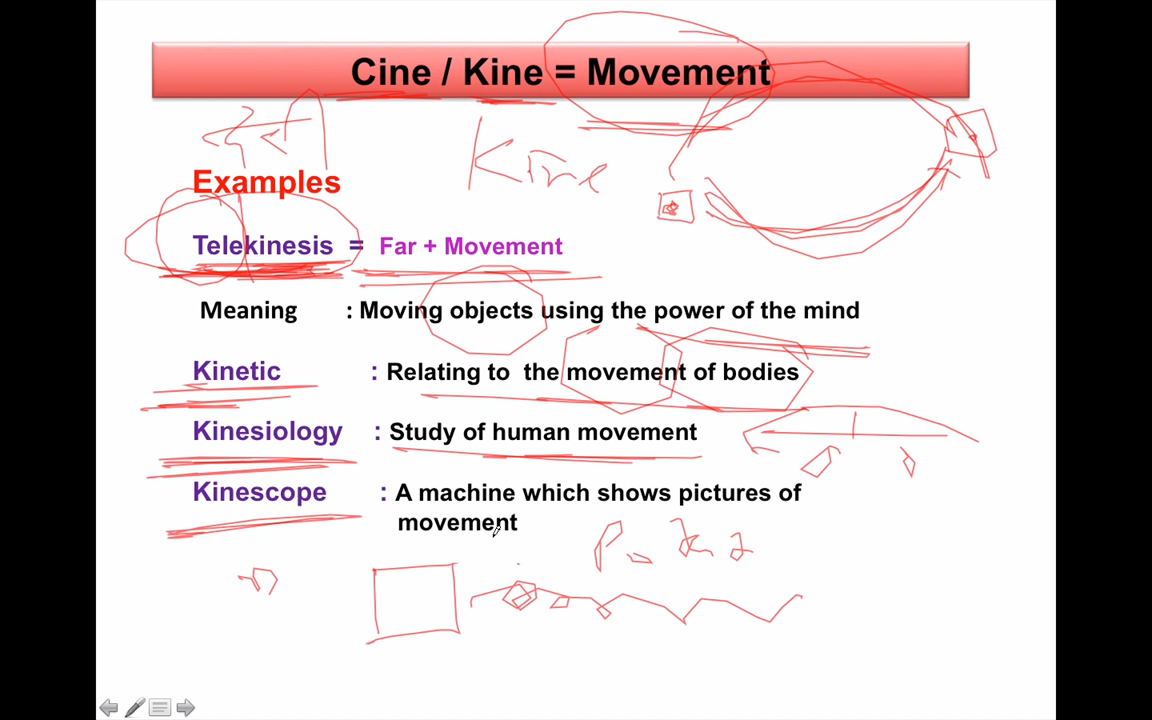 Cine / Kine = Movement
Kine
Examples
Telekinesis = Far + Movement
Meaning : Moving objects using the power of the mind
Kinetic : Relating to the movement of bodies
Kinesiology : Study of human movement
Kinescope : A machine which shows pictures of
movement